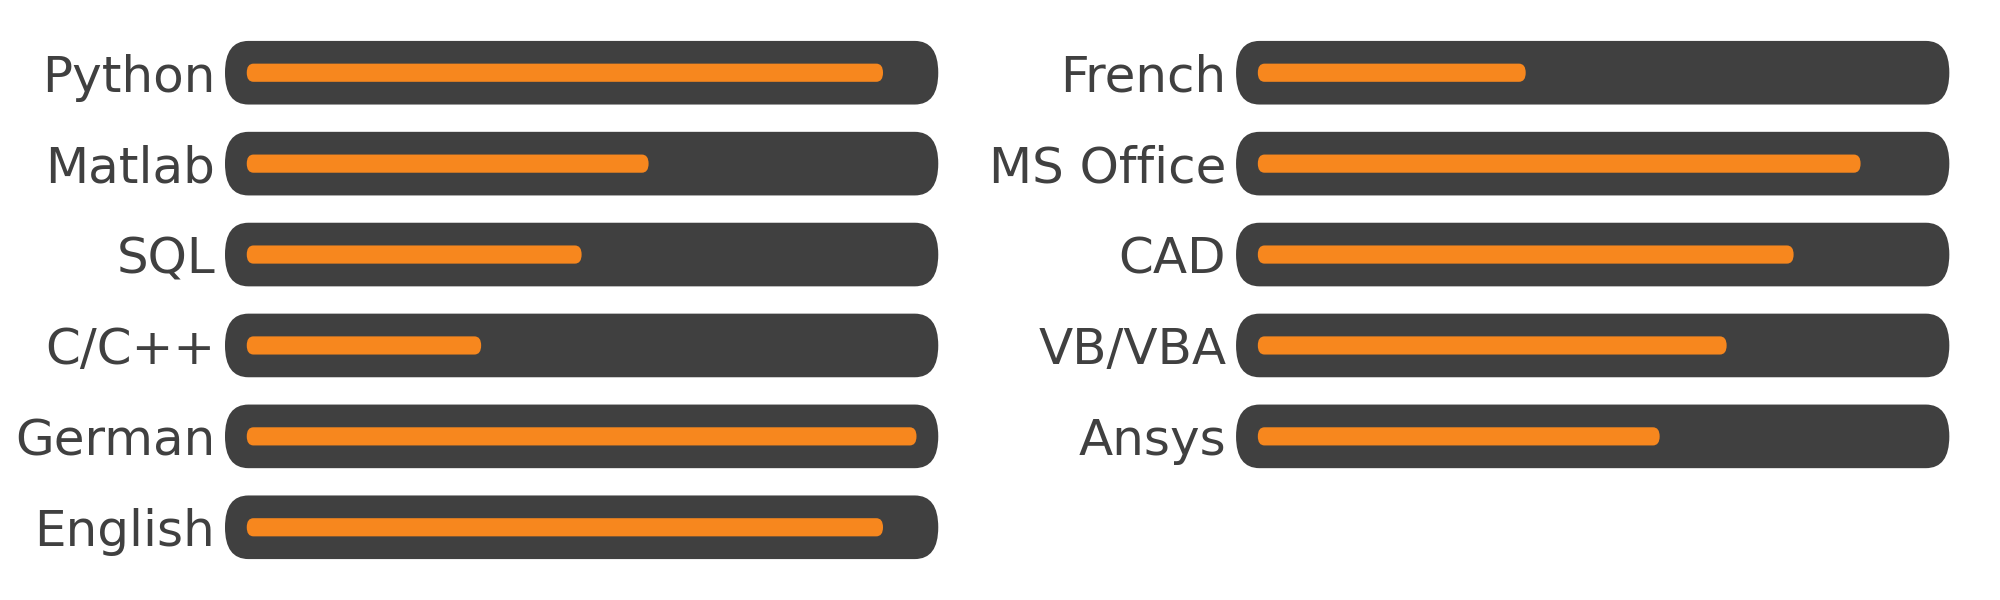 Python
Matlab
SQL
C/C++
German
English
French
MS Office
CAD
VB/VBA
Ansys